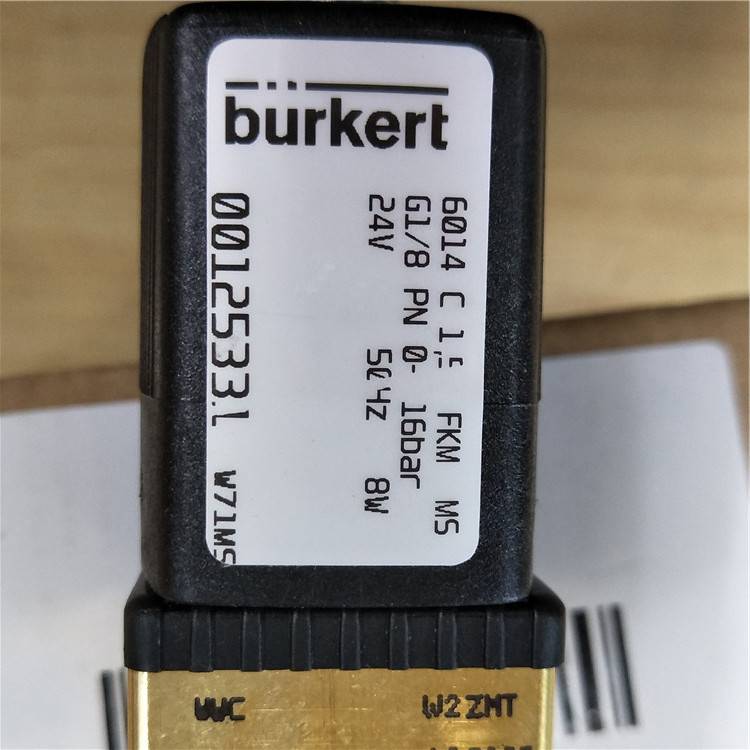 bürkert
6014 C 1,5 FKM MS
G1/8 PN 0- 16bar
24V 50Hz 8W
00125331 W71MS
WWC W2ZMT